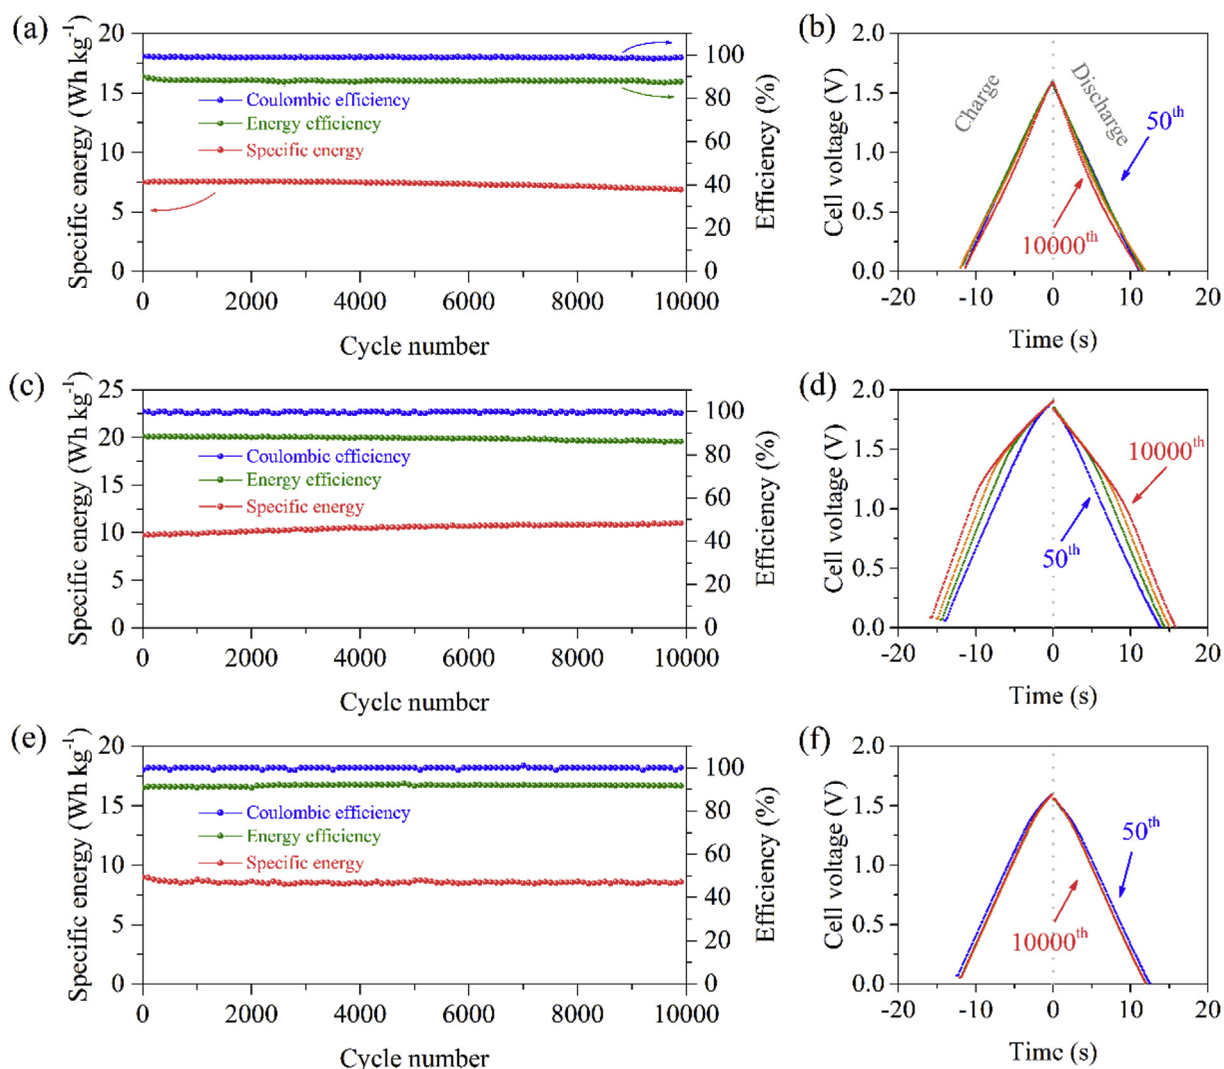 (a)
Specific energy (Wh kg⁻¹)
20
15
10
5
0
Coulombic efficiency
Energy efficiency
Specific energy
100
80
60
40
20
0
Efficiency (%)
0 2000 4000 6000 8000 10000
Cycle number
(b)
Cell voltage (V)
2.0
1.5
1.0
0.5
0.0
Charge
Discharge
50th
10000th
-20 -10 0 10 20
Time (s)
(c)
Specific energy (Wh kg⁻¹)
25
20
15
10
5
0
Coulombic efficiency
Energy efficiency
Specific energy
100
80
60
40
20
0
Efficiency (%)
0 2000 4000 6000 8000 10000
Cycle number
(d)
Cell voltage (V)
2.0
1.5
1.0
0.5
0.0
10000th
50th
-20 -10 0 10 20
Time (s)
(e)
Specific energy (Wh kg⁻¹)
20
15
10
5
0
Coulombic efficiency
Energy efficiency
Specific energy
100
80
60
40
20
0
Efficiency (%)
0 2000 4000 6000 8000 10000
Cycle number
(f)
Cell voltage (V)
2.0
1.5
1.0
0.5
0.0
50th
10000th
-20 -10 0 10 20
Time (s)